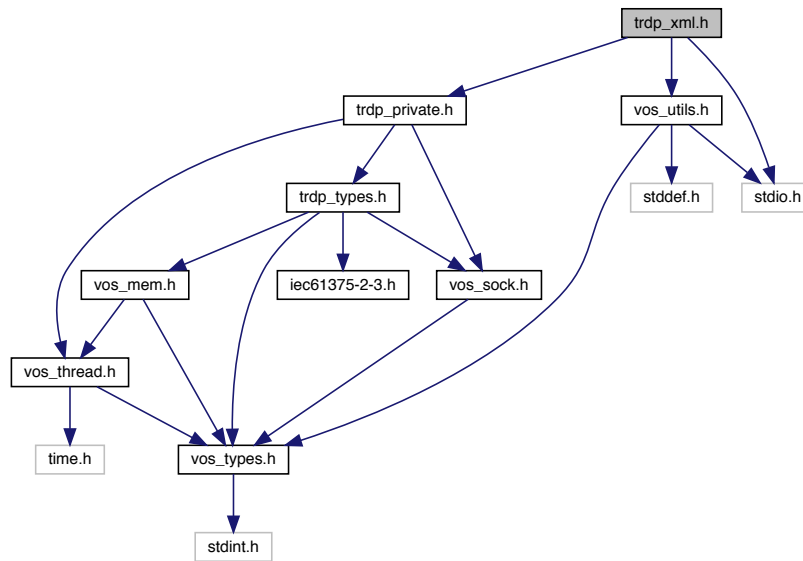 trdp_xml.h
trdp_private.h
vos_utils.h
trdp_types.h
stddef.h
stdio.h
vos_mem.h
iec61375-2-3.h
vos_sock.h
vos_thread.h
time.h
vos_types.h
stdint.h